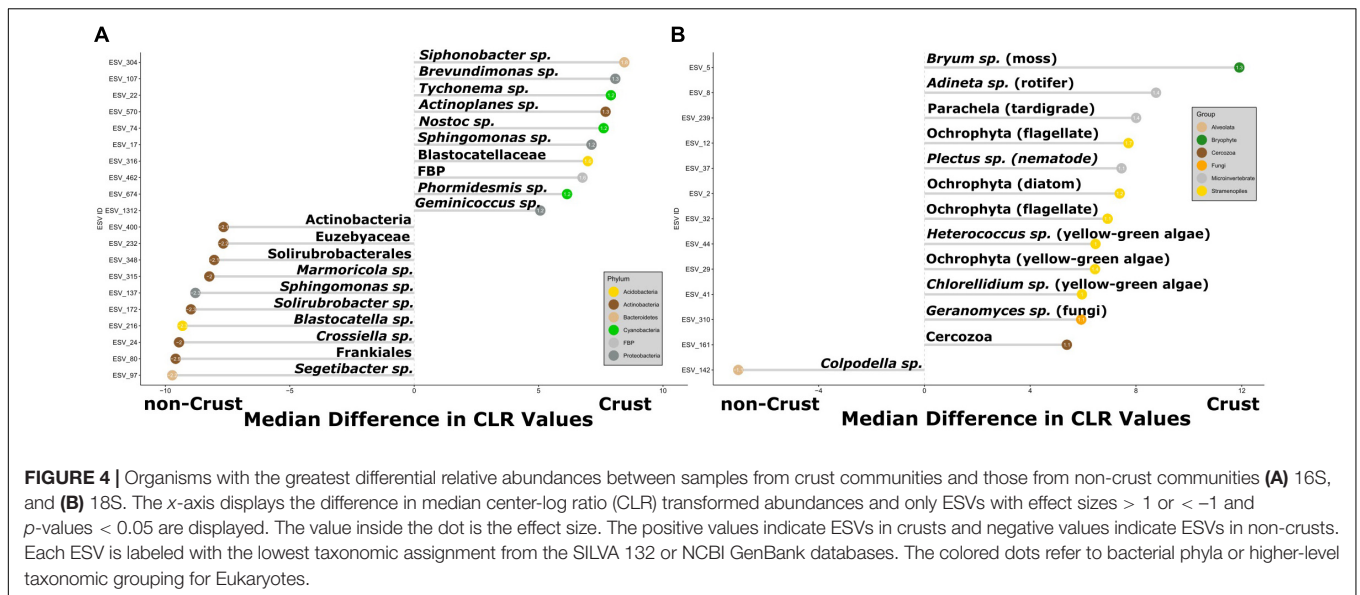 A
ESV_304
Siphonobacter sp.
ESV_107
Brevundimonas sp.
ESV_22
Tychonema sp.
ESV_570
Actinoplanes sp.
ESV_74
Nostoc sp.
ESV_17
Sphingomonas sp.
ESV_316
Blastocatellaceae
ESV_462
FBP
ESV_674
Phormidesmis sp.
ESV_1312
Geminicoccus sp.
ESV_400
Actinobacteria
ESV_232
Euzebyaceae
ESV_348
Solirubrobacterales
ESV_315
Marmoricola sp.
ESV_137
Sphingomonas sp.
ESV_172
Solirubrobacter sp.
ESV_216
Blastocatella sp.
ESV_24
Crossiella sp.
ESV_80
Frankiales
ESV_97
Segetibacter sp.
ESV ID
Phylum
Acidobacteria
Actinobacteria
Bacteroidetes
Cyanobacteria
FBP
Proteobacteria
−10 −5 0 5 10
non-Crust Crust
Median Difference in CLR Values
B
ESV_5
Bryum sp. (moss)
ESV_8
Adineta sp. (rotifer)
ESV_239
Parachela (tardigrade)
ESV_12
Ochrophyta (flagellate)
ESV_37
Plectus sp. (nematode)
ESV_2
Ochrophyta (diatom)
ESV_32
Ochrophyta (flagellate)
ESV_44
Heterococcus sp. (yellow-green algae)
ESV_29
Ochrophyta (yellow-green algae)
ESV_41
Chlorellidium sp. (yellow-green algae)
ESV_310
Geranomyces sp. (fungi)
ESV_161
Cercozoa
ESV_142
Colpodella sp.
ESV ID
Group
Alveolata
Bryophyte
Cercozoa
Fungi
Microinvertebrate
Stramenopiles
−4 0 4 8 12
non-Crust Crust
Median Difference in CLR Values
FIGURE 4 | Organisms with the greatest differential relative abundances between samples from crust communities and those from non-crust communities (A) 16S,
and (B) 18S. The x-axis displays the difference in median center-log ratio (CLR) transformed abundances and only ESVs with effect sizes > 1 or < −1 and
p-values < 0.05 are displayed. The value inside the dot is the effect size. The positive values indicate ESVs in crusts and negative values indicate ESVs in non-crusts.
Each ESV is labeled with the lowest taxonomic assignment from the SILVA 132 or NCBI GenBank databases. The colored dots refer to bacterial phyla or higher-level
taxonomic grouping for Eukaryotes.